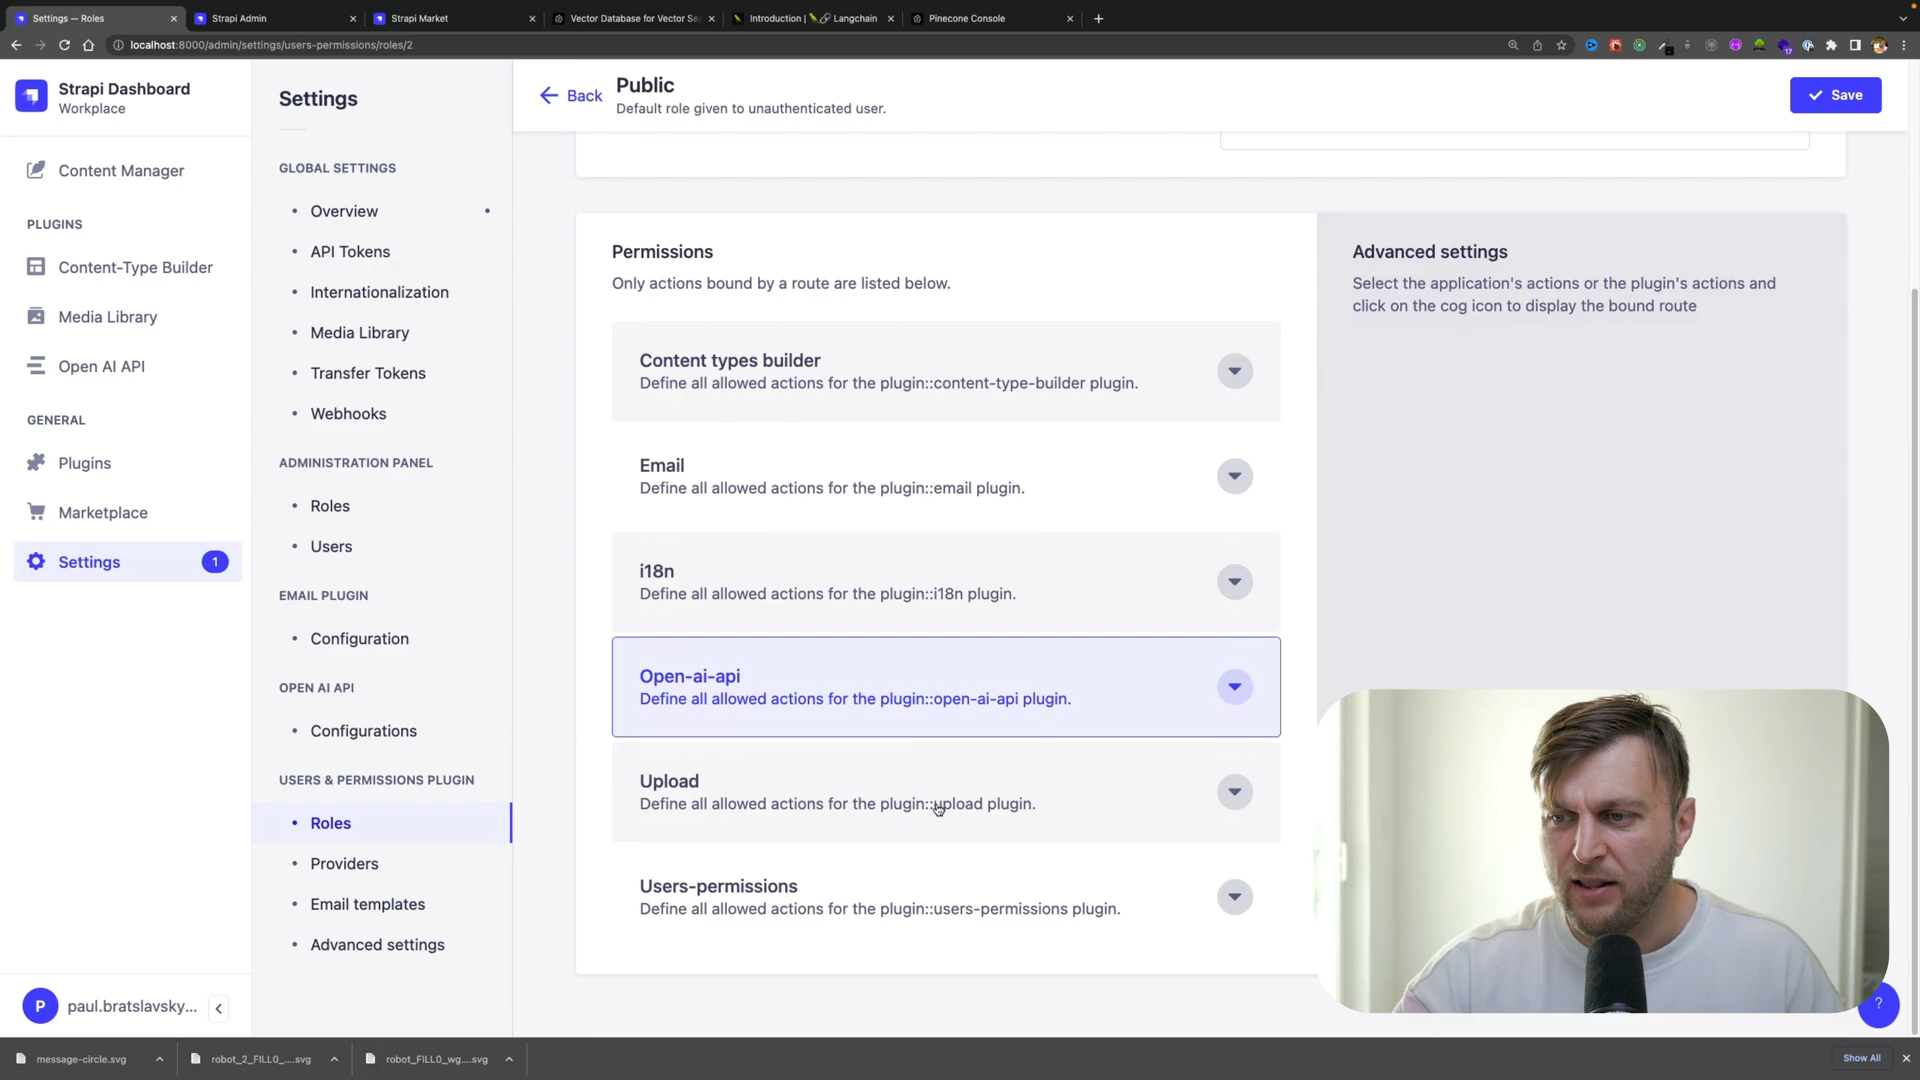 Settings — Roles
Strapi Admin
Strapi Market
Vector Database for Vector Sea
Introduction | 🦜🔗 Langchain
Pinecone Console
localhost:8000/admin/settings/users-permissions/roles/2
Strapi Dashboard
Workplace
Content Manager
PLUGINS
Content-Type Builder
Media Library
Open AI API
GENERAL
Plugins
Marketplace
Settings
1
paul.bratslavsky...
P
Settings
GLOBAL SETTINGS
Overview
API Tokens
Internationalization
Media Library
Transfer Tokens
Webhooks
ADMINISTRATION PANEL
Roles
Users
EMAIL PLUGIN
Configuration
OPEN AI API
Configurations
USERS & PERMISSIONS PLUGIN
Roles
Providers
Email templates
Advanced settings
Back
Public
Default role given to unauthenticated user.
Save
Permissions
Only actions bound by a route are listed below.
Content types builder
Define all allowed actions for the plugin::content-type-builder plugin.
Email
Define all allowed actions for the plugin::email plugin.
i18n
Define all allowed actions for the plugin::i18n plugin.
Open-ai-api
Define all allowed actions for the plugin::open-ai-api plugin.
Upload
Define all allowed actions for the plugin::upload plugin.
Users-permissions
Define all allowed actions for the plugin::users-permissions plugin.
Advanced settings
Select the application's actions or the plugin's actions and
click on the cog icon to display the bound route
?
message-circle.svg
robot_2_FILL0_....svg
robot_FILL0_wg....svg
Show All